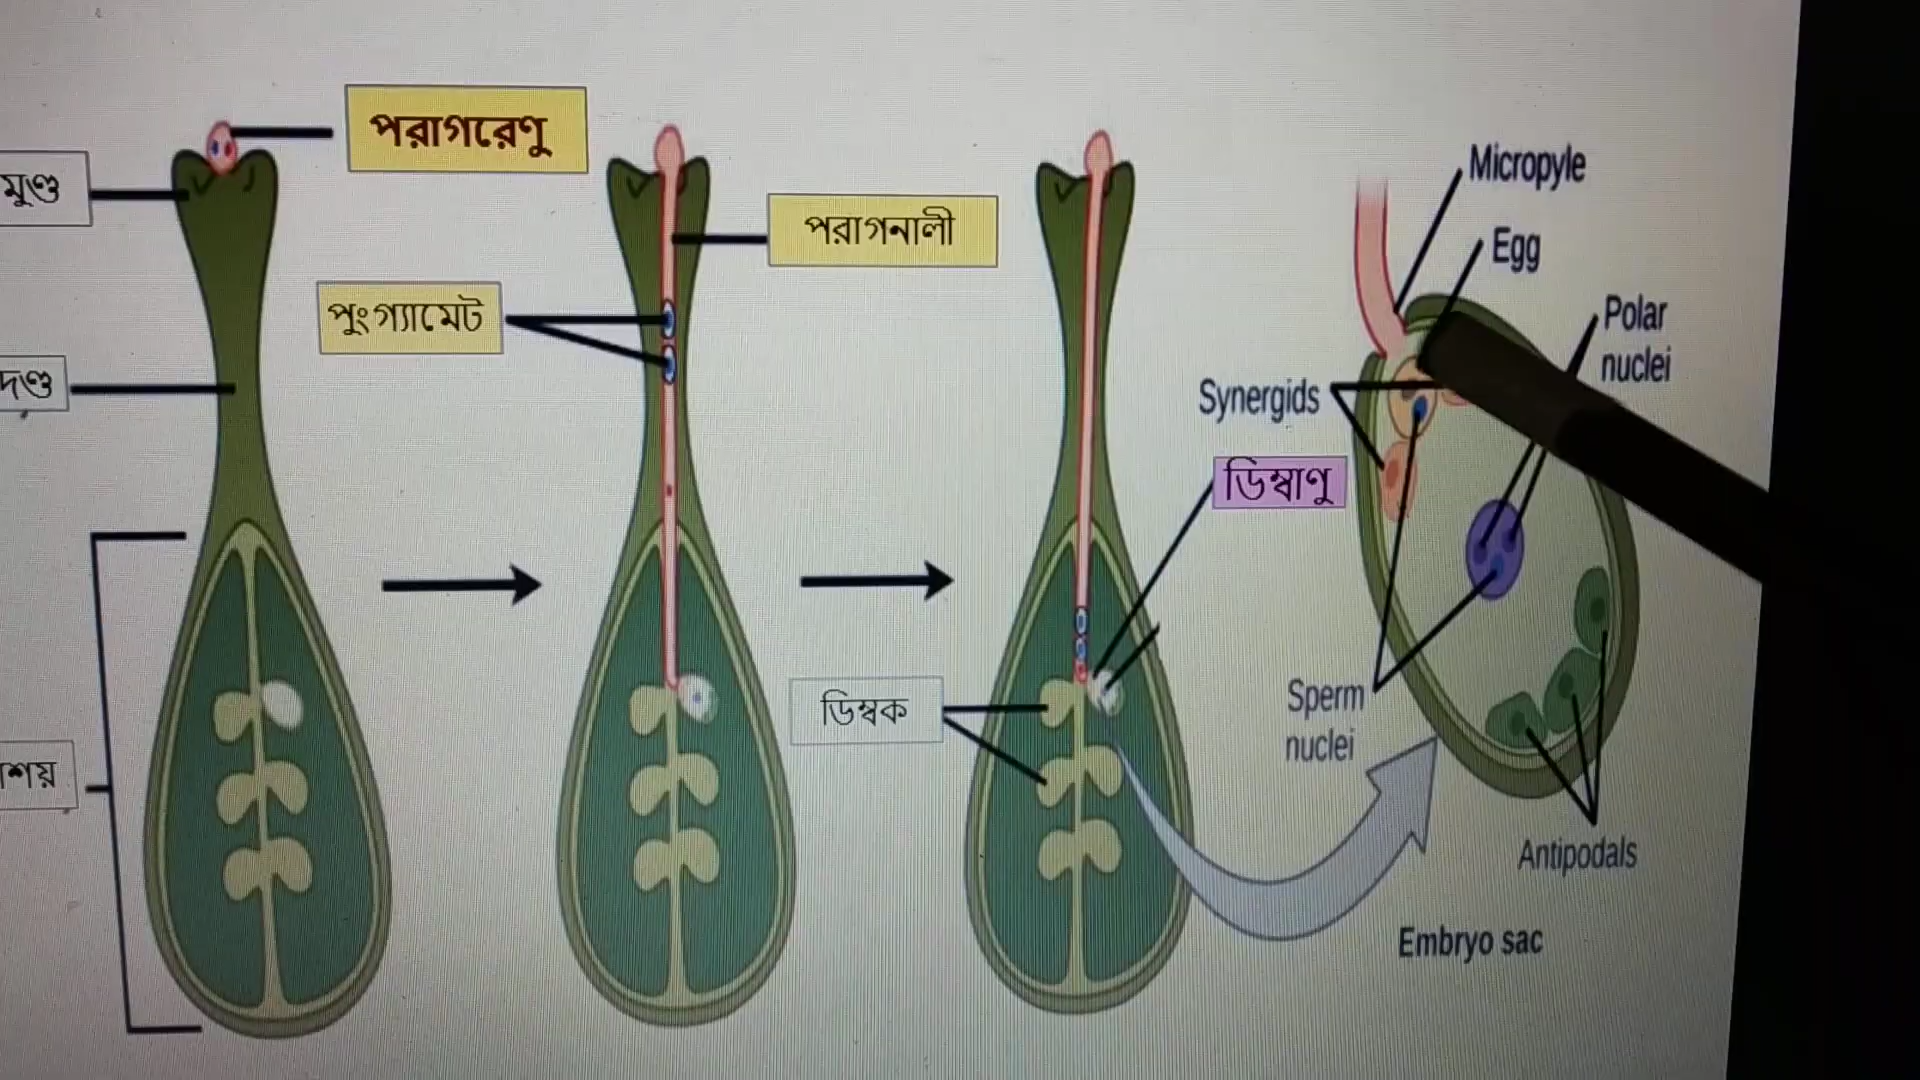 পরাগরেণু
মুণ্ড
পরাগনালী
পুংগ্যামেট
দণ্ড
ডিম্বক
শয়
Micropyle
Egg
Polar
nuclei
Synergids
ডিম্বাণু
Sperm
nuclei
Antipodals
Embryo sac